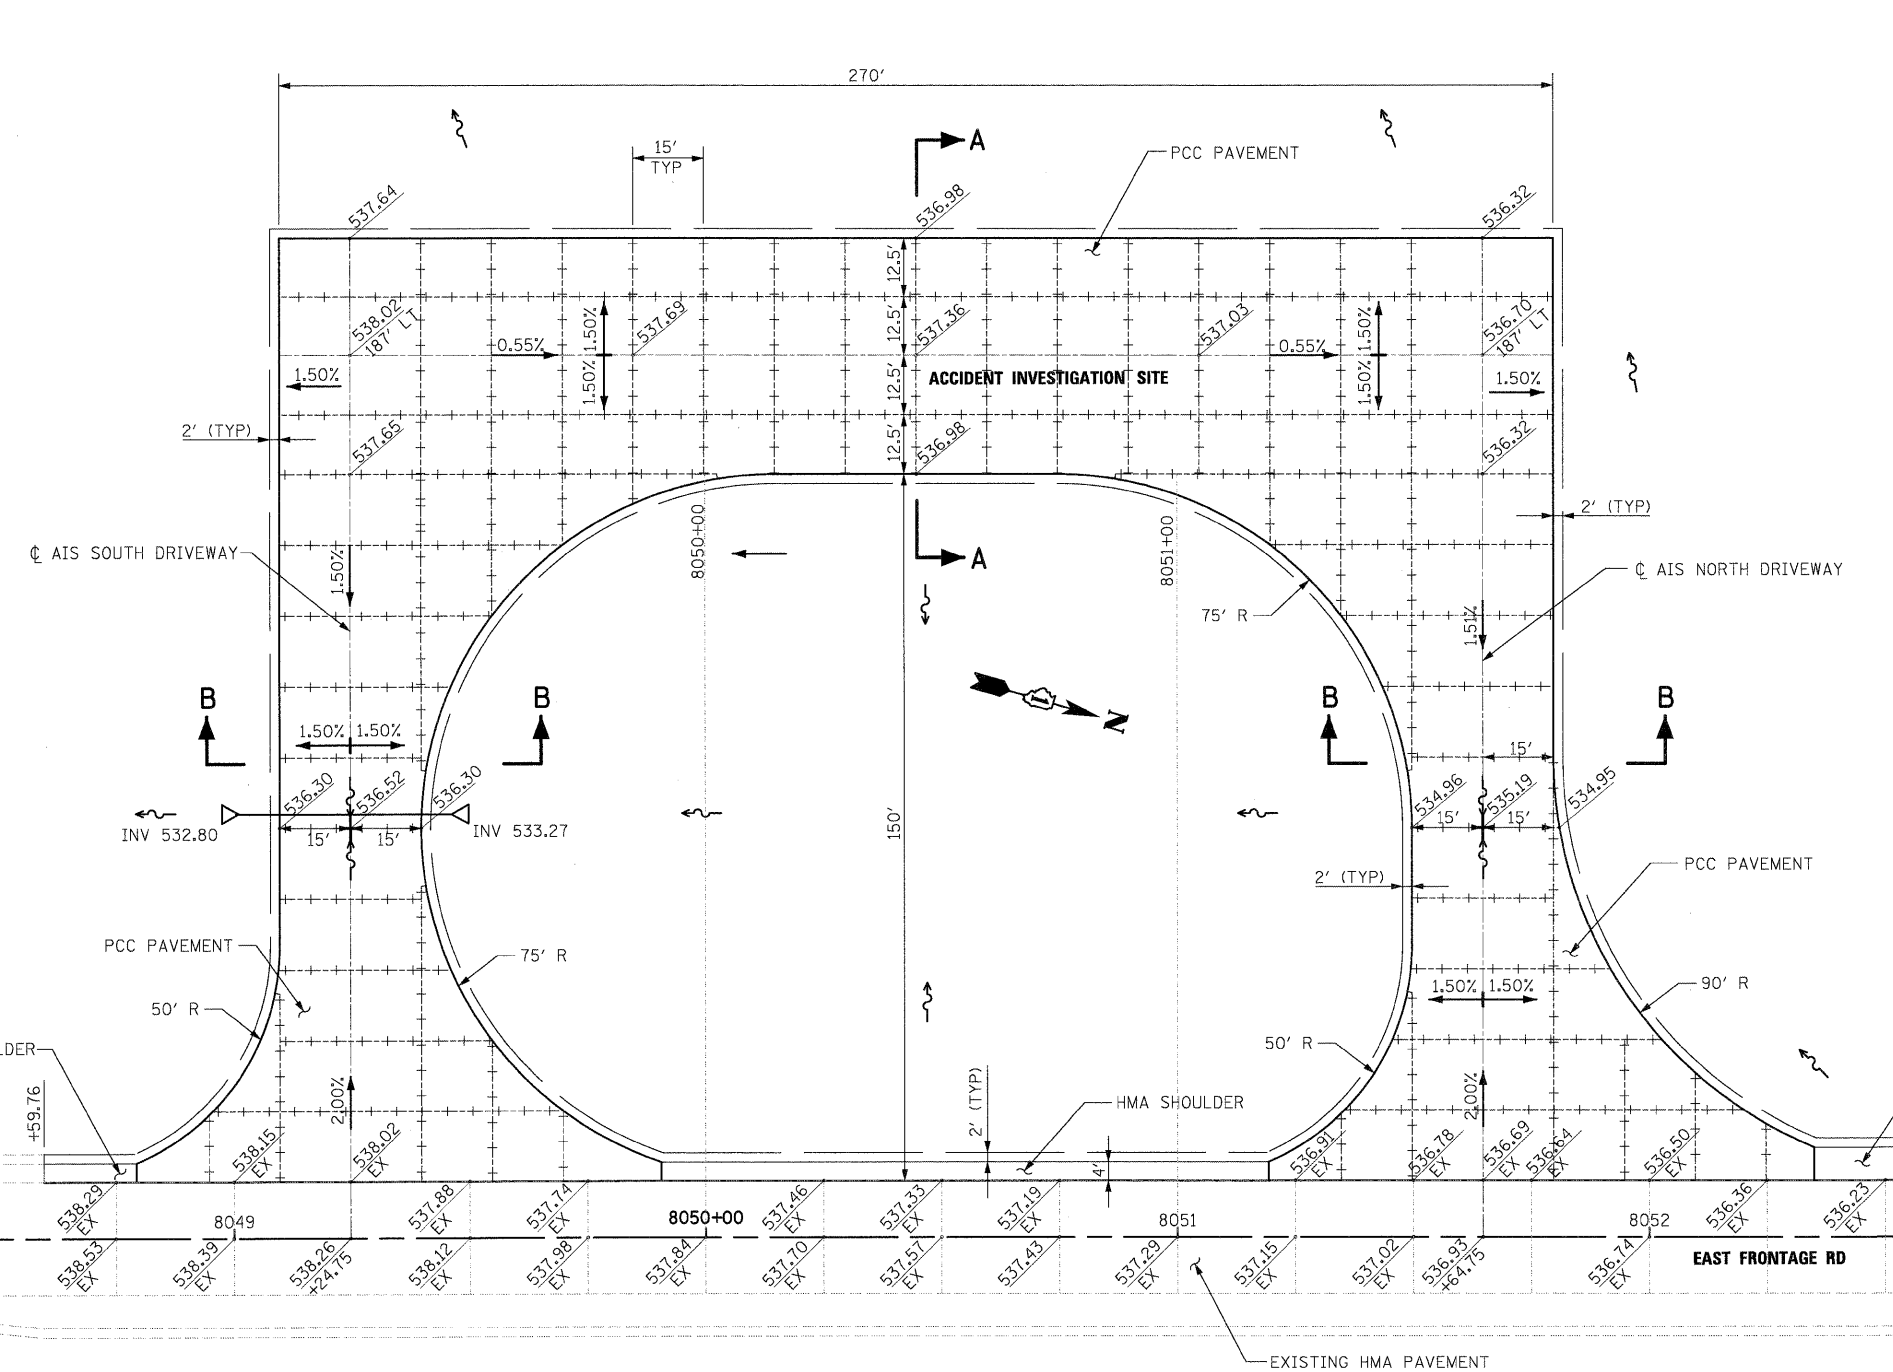 270'
15'
TYP
A
PCC PAVEMENT
537.64
536.98
536.32
12.5'
12.5'
12.5'
12.5'
538.02
187' LT
537.69
537.36
537.03
536.70
187' LT
0.55%
1.50%
1.50%
0.55%
1.50%
1.50%
1.50%
ACCIDENT INVESTIGATION SITE
1.50%
2' (TYP)
537.65
536.98
536.32
2' (TYP)
8050+00
8051+00
℄ AIS SOUTH DRIVEWAY
1.50%
A
℄ AIS NORTH DRIVEWAY
75' R
1.51%
B
B
B
B
1
N
1.50%
1.50%
15'
536.30
536.52
536.30
534.96
535.19
534.95
INV 532.80
15'
15'
INV 533.27
150'
15'
15'
2' (TYP)
PCC PAVEMENT
PCC PAVEMENT
75' R
1.50%
1.50%
90' R
50' R
50' R
LDER
+59.76
2.00%
2' (TYP)
HMA SHOULDER
4'
2.00%
538.15
EX
538.02
EX
536.91
EX
536.78
EX
536.69
EX
536.64
EX
536.50
EX
538.29
EX
8049
537.88
EX
537.74
EX
8050+00
537.46
EX
537.33
EX
537.19
EX
8051
8052
536.36
EX
536.23
EX
538.53
EX
538.39
EX
538.26
+24.75
538.12
EX
537.98
EX
537.84
EX
537.70
EX
537.57
EX
537.43
EX
537.29
EX
537.15
EX
537.02
EX
536.93
+64.75
536.74
EX
EAST FRONTAGE RD
EXISTING HMA PAVEMENT